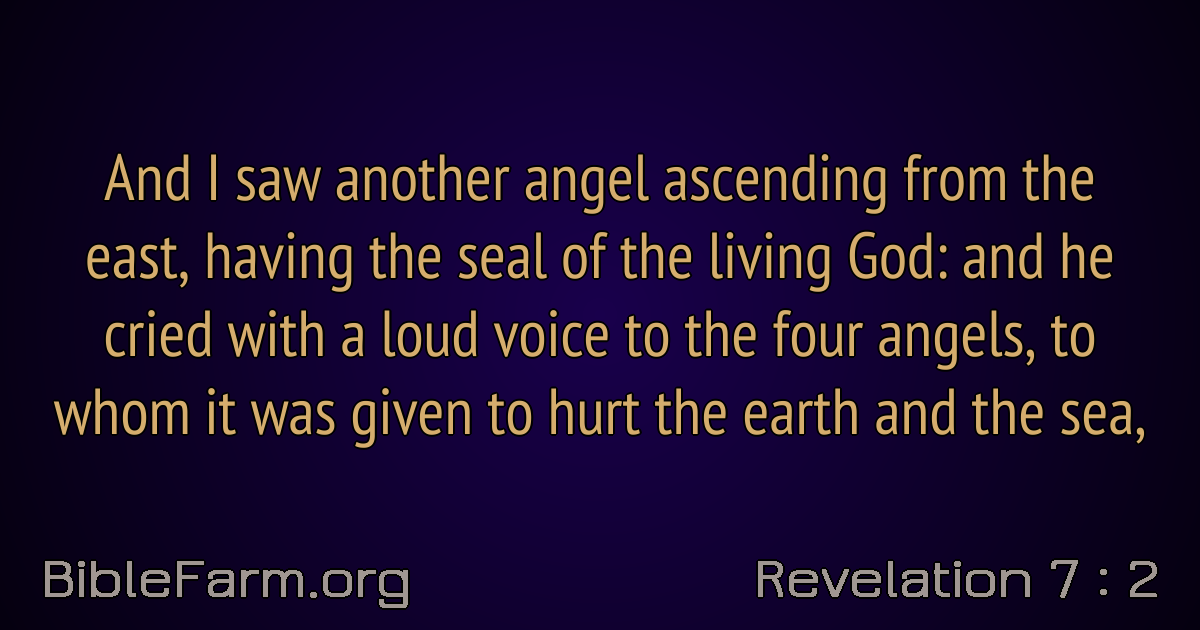 And I saw another angel ascending from the
east, having the seal of the living God: and he
cried with a loud voice to the four angels, to
whom it was given to hurt the earth and the sea,
BibleFarm.org
Revelation 7 : 2